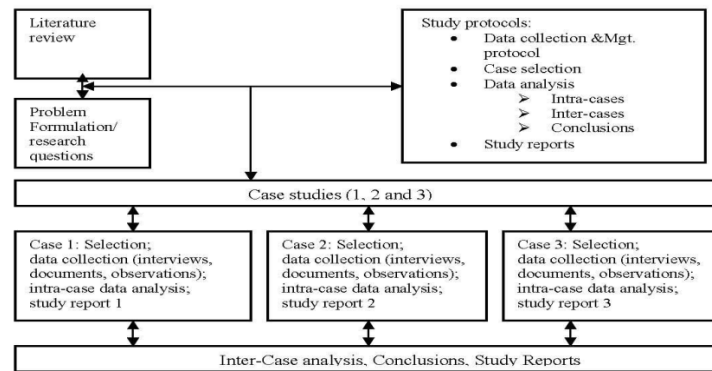 Literature
review
Problem
Formulation/
research
questions
Study protocols:
• Data collection &Mgt.
protocol
• Case selection
• Data analysis
➢ Intra-cases
➢ Inter-cases
➢ Conclusions
• Study reports
Case studies (1, 2 and 3)
Case 1: Selection;
data collection (interviews,
documents, observations);
intra-case data analysis;
study report 1
Case 2: Selection;
data collection (interviews,
documents, observations);
intra-case data analysis;
study report 2
Case 3: Selection;
data collection (interviews,
documents, observations);
intra-case data analysis;
study report 3
Inter-Case analysis, Conclusions, Study Reports